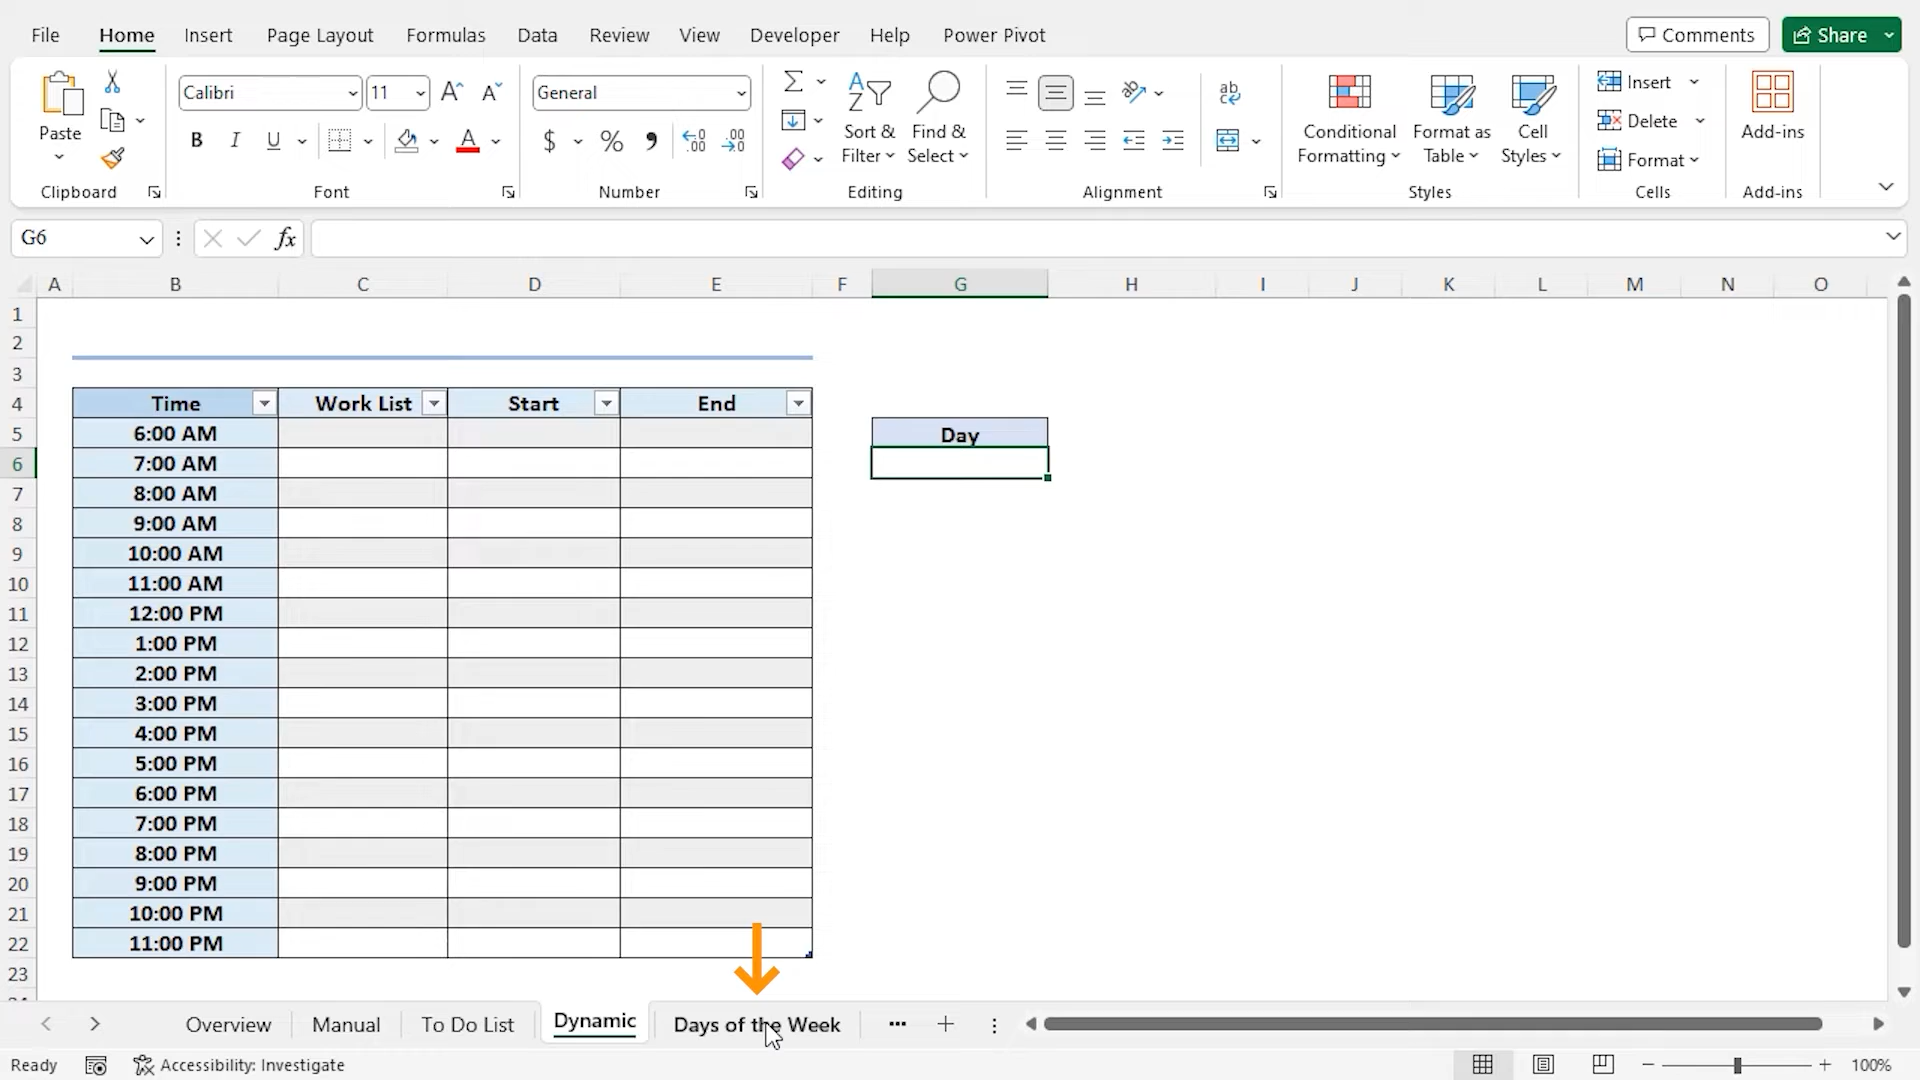 File Home Insert Page Layout Formulas Data Review View Developer Help Power Pivot Comments Share
Paste
Clipboard
Calibri 11
B I U A
Font
General
$ % 9
Number
Sort & Filter
Find & Select
Editing
ab
Alignment
Conditional Formatting
Format as Table
Cell Styles
Styles
Insert
Delete
Format
Cells
Add-ins
Add-ins
G6 fx
A B C D E F G H I J K L M N O
1
2
3
4 Time Work List Start End
5 6:00 AM Day
6 7:00 AM
7 8:00 AM
8 9:00 AM
9 10:00 AM
10 11:00 AM
11 12:00 PM
12 1:00 PM
13 2:00 PM
14 3:00 PM
15 4:00 PM
16 5:00 PM
17 6:00 PM
18 7:00 PM
19 8:00 PM
20 9:00 PM
21 10:00 PM
22 11:00 PM
23
Overview Manual To Do List Dynamic Days of the Week ...
Ready Accessibility: Investigate 100%